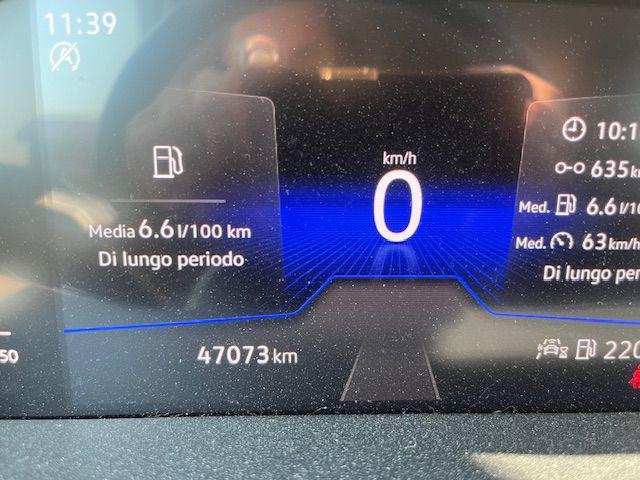 11:39
km/h
0
Media 6.6 l/100 km
Di lungo periodo
10:1
635 km
Med. 6.6 l/10
Med. 63 km/h
Di lungo per
50
47073 km
220